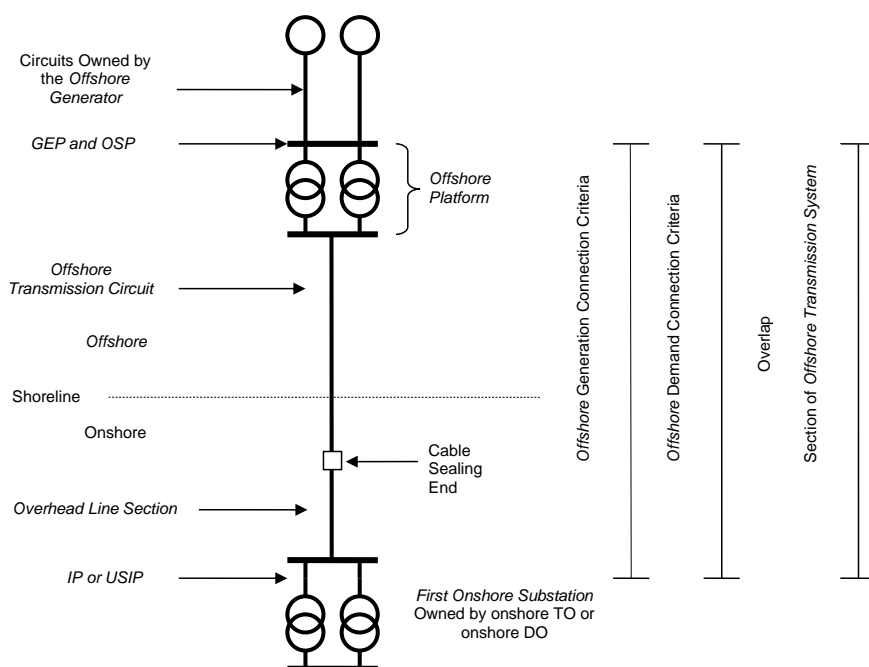 Circuits Owned by
the Offshore
Generator
GEP and OSP
Offshore
Platform
Offshore
Transmission Circuit
Offshore
Shoreline
Onshore
Cable
Sealing
End
Overhead Line Section
IP or USIP
First Onshore Substation
Owned by onshore TO or
onshore DO
Offshore Generation Connection Criteria
Offshore Demand Connection Criteria
Overlap
Section of Offshore Transmission System